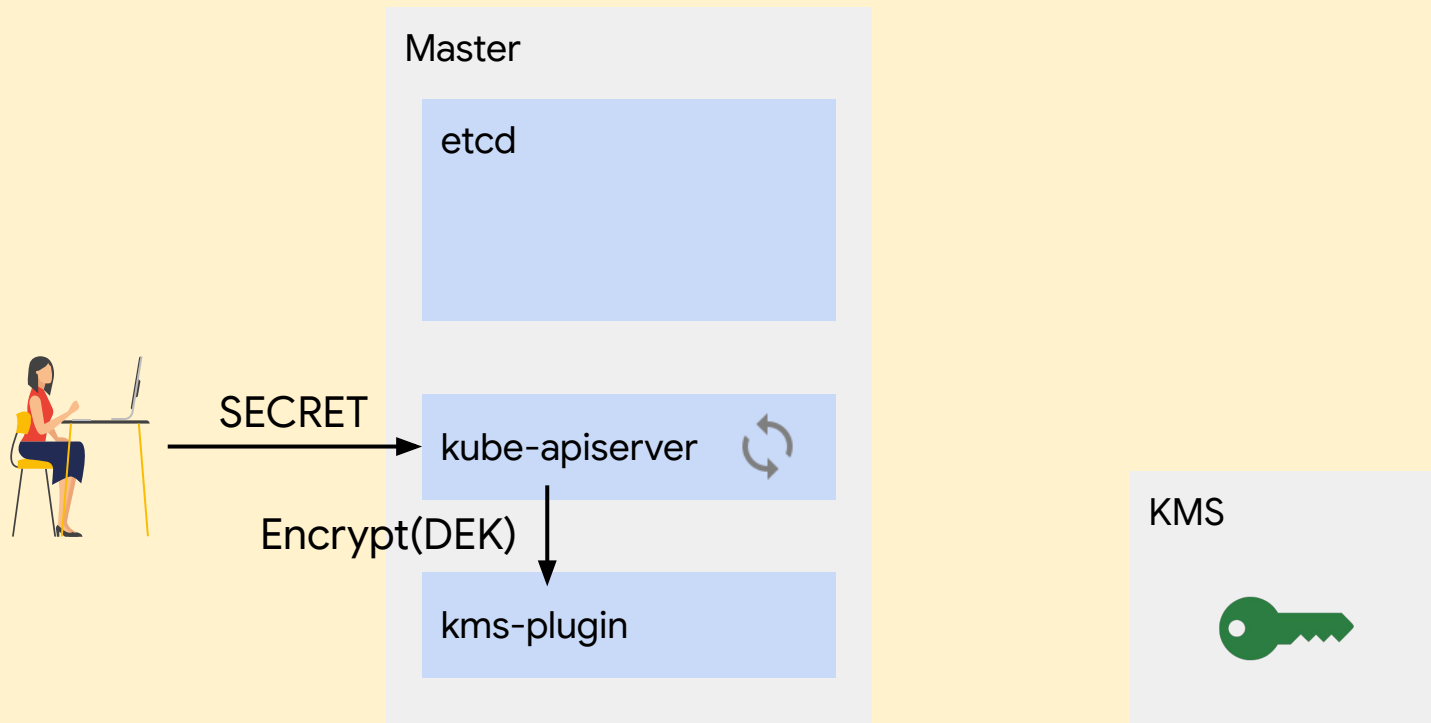 Master
etcd
SECRET
kube-apiserver
Encrypt(DEK)
kms-plugin
KMS